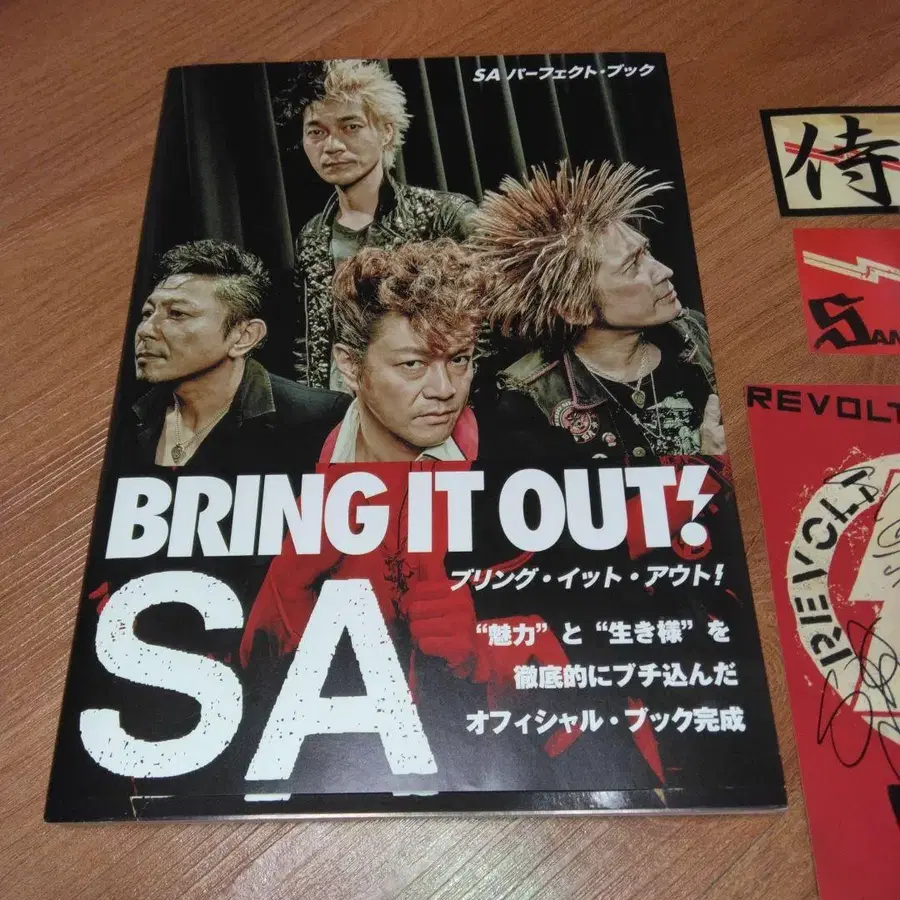 SA パーフェクト・ブック
BRING IT OUT!
ブリング・イット・アウト!
SA
“魅力” と “生き様” を
徹底的にブチ込んだ
オフィシャル・ブック完成
侍
SAM
REVOLT
REVOLT